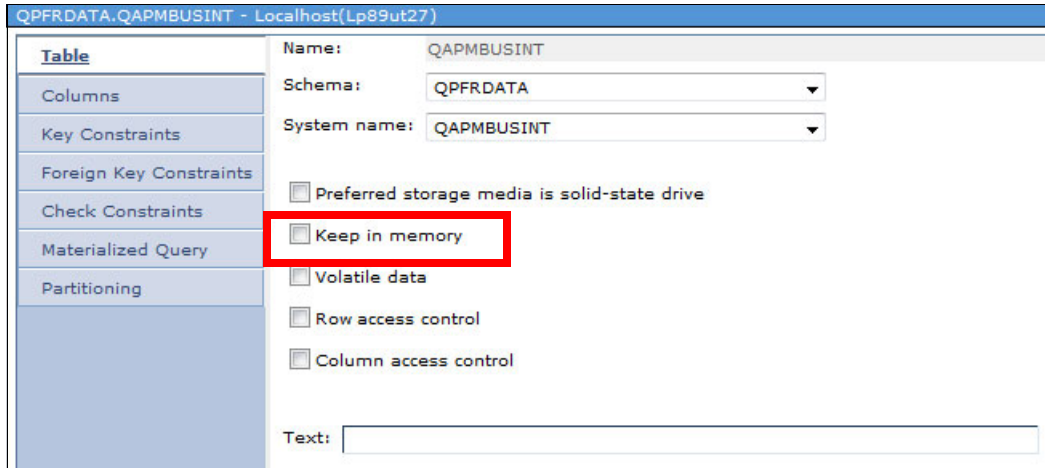 QPFRDATA.QAPMBUSINT - Localhost(Lp89ut27)
Table
Columns
Key Constraints
Foreign Key Constraints
Check Constraints
Materialized Query
Partitioning
Name: QAPMBUSINT
Schema: QPFRDATA
System name: QAPMBUSINT
Preferred storage media is solid-state drive
Keep in memory
Volatile data
Row access control
Column access control
Text: